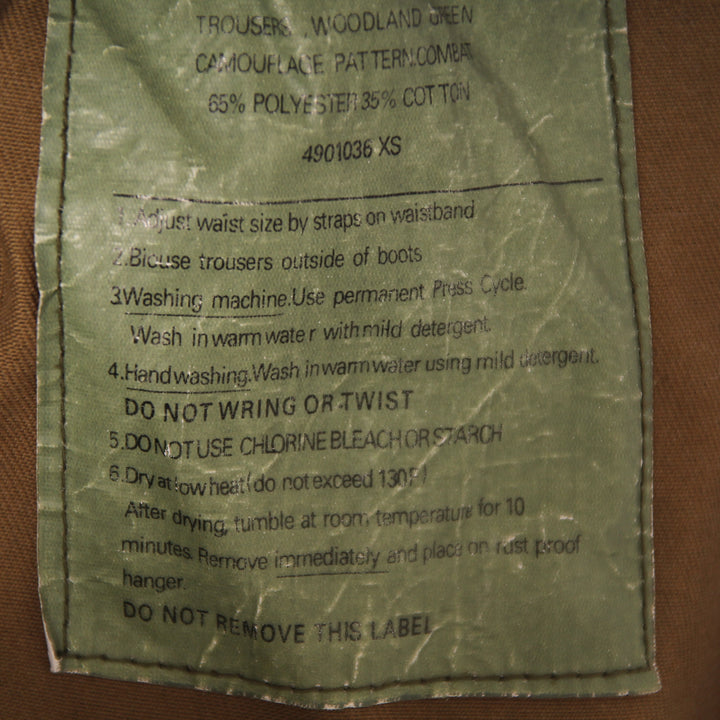 TROUSERS ,WOODLAND GREEN
CAMOUFLAGE PATTERN.COMBAT
65% POLYESTER 35% COTTON
4901036 XS
1.Adjust waist size by straps on waistband
2.Blouse trousers outside of boots
3.Washing machine.Use permanent Press Cycle.
Wash in warm water with mild detergent.
4.Hand washing.Wash in warm water using mild detergent.
DO NOT WRING OR TWIST
5.DO NOT USE CHLORINE BLEACH OR STARCH
6.Dry at low heat(do not exceed 130F)
After drying, tumble at room temperature for 10
minutes. Remove immediately and place on rust proof
hanger.
DO NOT REMOVE THIS LABEL